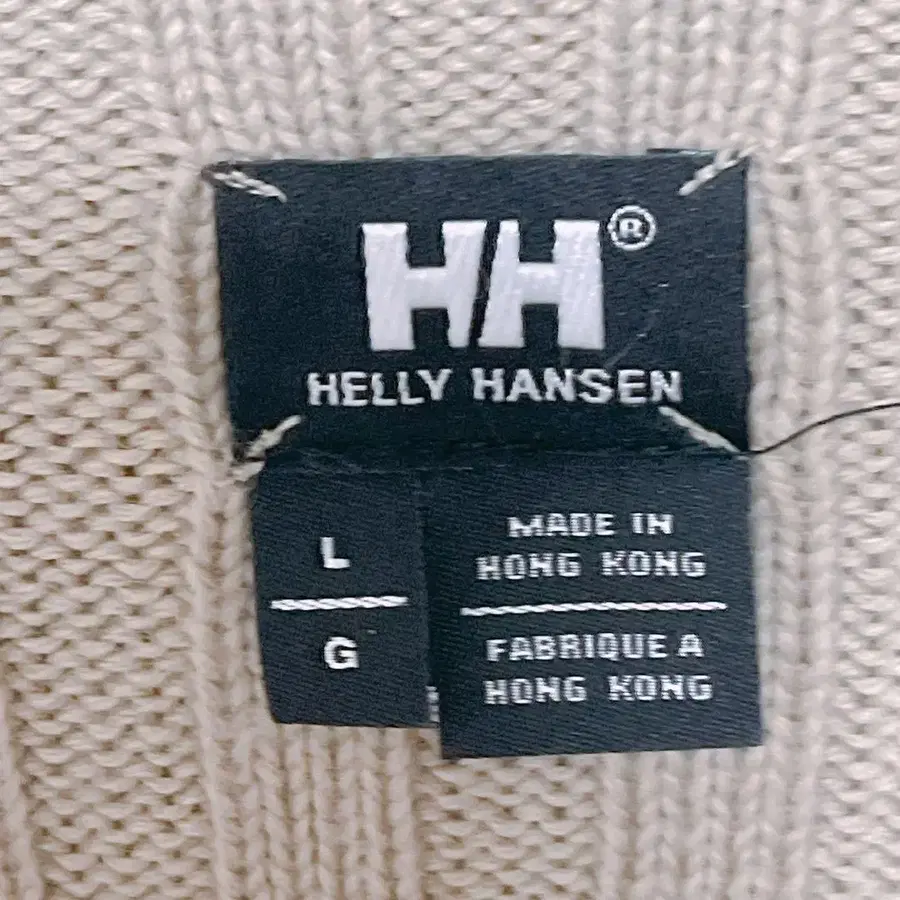 HH®
HELLY HANSEN
L
G
MADE IN
HONG KONG
FABRIQUE A
HONG KONG